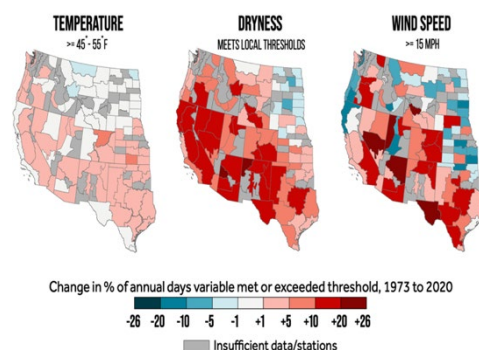 TEMPERATURE
>= 45° - 55°F
DRYNESS
MEETS LOCAL THRESHOLDS
WIND SPEED
>= 15 MPH
Change in % of annual days variable met or exceeded threshold, 1973 to 2020
-26 -20 -10 -5 -1 +1 +5 +10 +20 +26
Insufficient data/stations